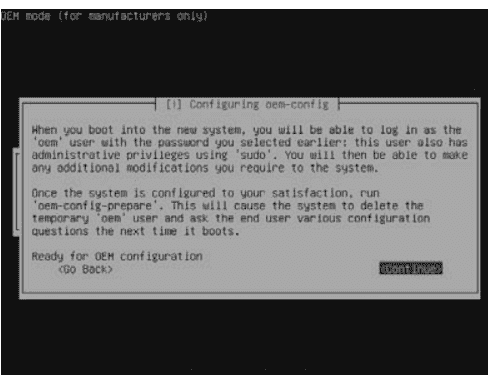 OEM mode (for manufacturers only)
[!] Configuring oem-config
When you boot into the new system, you will be able to log in as the
'oem' user with the password you selected earlier; this user also has
administrative privileges using 'sudo'. You will then be able to make
any additional modifications you require to the system.
Once the system is configured to your satisfaction, run
'oem-config-prepare'. This will cause the system to delete the
temporary 'oem' user and ask the end user various configuration
questions the next time it boots.
Ready for OEM configuration
<Go Back> <Continue>